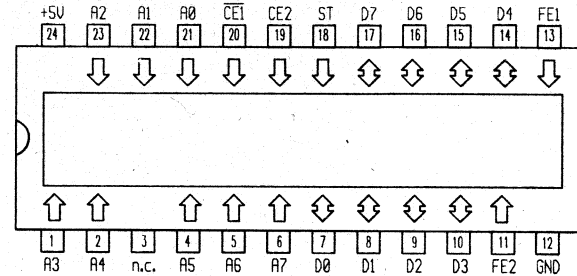 +5V A2 A1 A0 CE1 CE2 ST D7 D6 D5 D4 FE1
24 23 22 21 20 19 18 17 16 15 14 13
1 2 3 4 5 6 7 8 9 10 11 12
A3 A4 n.c. A5 A6 A7 D0 D1 D2 D3 FE2 GND